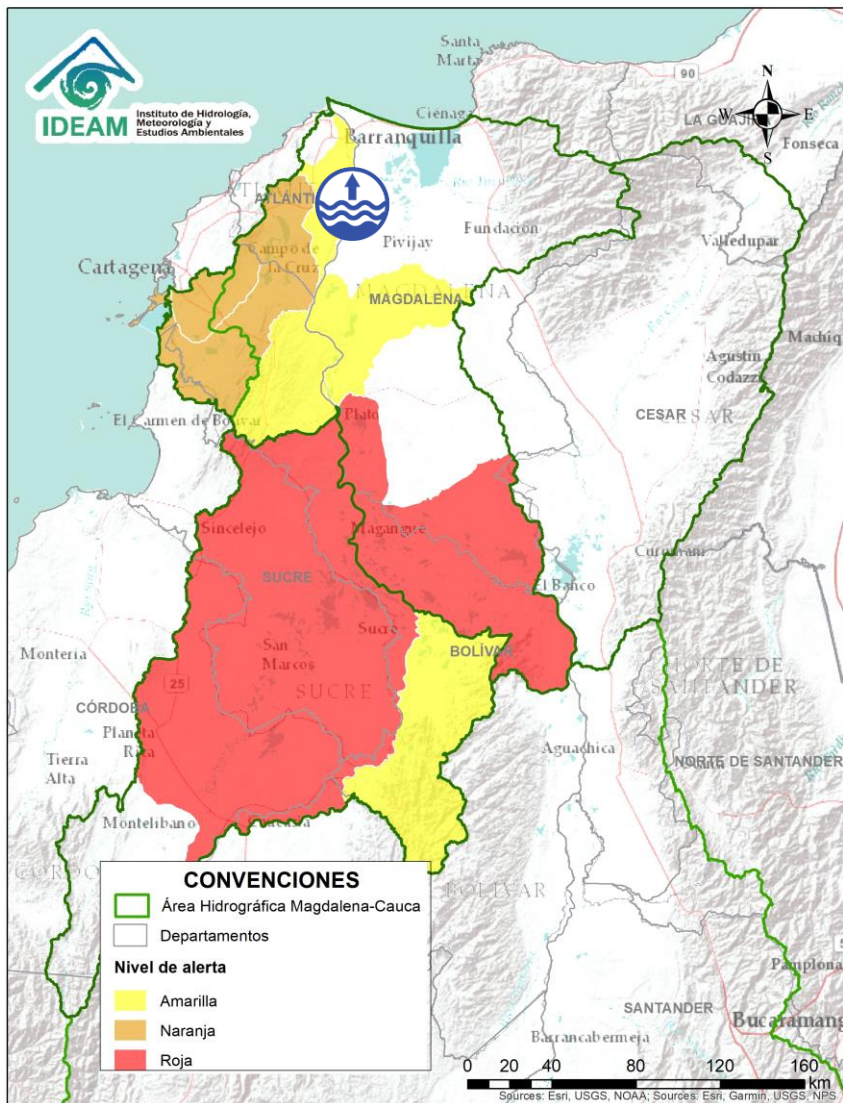 IDEAM
Instituto de Hidrología,
Meteorología y
Estudios Ambientales
Santa
Marta
90
N
W
E
S
LA GUAJIRA
Ciénaga
Barranquilla
Fonseca
ATLÁNTI
Fundación
Pivijay
Valledupar
Campo de
la Cruz
Cartagena
MAGDALENA
Machiq
Agustín
Codazzi
El Carmen de Bolívar
Plato
CESAR
CESAR
Sincelejo
Magangué
Curumaní
SUCRE
El Banco
Sucre
San
Marcos
BOLÍVAR
Montería
25
SUCRE
NORTE DE
SANTANDER
CÓRDOBA
Planeta
Rica
Aguachica
Tierra
Alta
NORTE DE SANTANDER
Montelíbano
BOLÍVAR
CONVENCIONES
Área Hidrográfica Magdalena-Cauca
Departamentos
Nivel de alerta
Amarilla
Naranja
Roja
Pamplona
SANTANDER
Bucaramang
Barrancabermeja
0 20 40 80 120 160
km
Sources: Esri, USGS, NOAA; Sources: Esri, Garmin, USGS, NPS